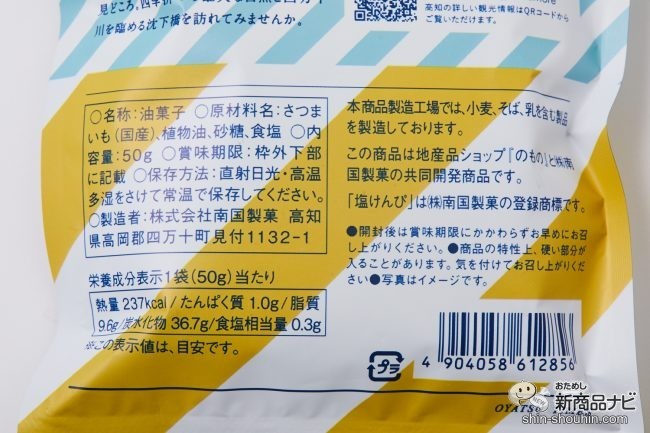 見どころ。四季折
川を臨める沈下橋を訪れてみませんか。
高知の詳しい観光情報はQRコードから
ご覧いただけます。
○名称:油菓子 ○原材料名:さつま
いも(国産)、植物油、砂糖、食塩 ○内
容量:50g ○賞味期限:枠外下部
に記載 ○保存方法:直射日光・高温
多湿をさけて常温で保存してください。
○製造者:株式会社南国製菓 高知
県高岡郡四万十町見付1132-1
栄養成分表示1袋(50g)当たり
熱量 237kcal/たんぱく質 1.0g/脂質
9.6g/炭水化物 36.7g/食塩相当量 0.3g
※この表示値は、目安です。
本商品製造工場では、小麦、そば、乳を含む製品
を製造しております。
この商品は地産品ショップ『のもの』と㈱南
国製菓の共同開発商品です。
「塩けんぴ」は㈱南国製菓の登録商標です。
●開封後は賞味期限にかかわらずお早めにお召
し上がりください。●商品の特性上、硬い部分が
入ることがあります。気を付けてお召し上がりくだ
さい ●写真はイメージです。
プラ
4 904058 612856
おためし
新商品ナビ
shin-shouhin.com